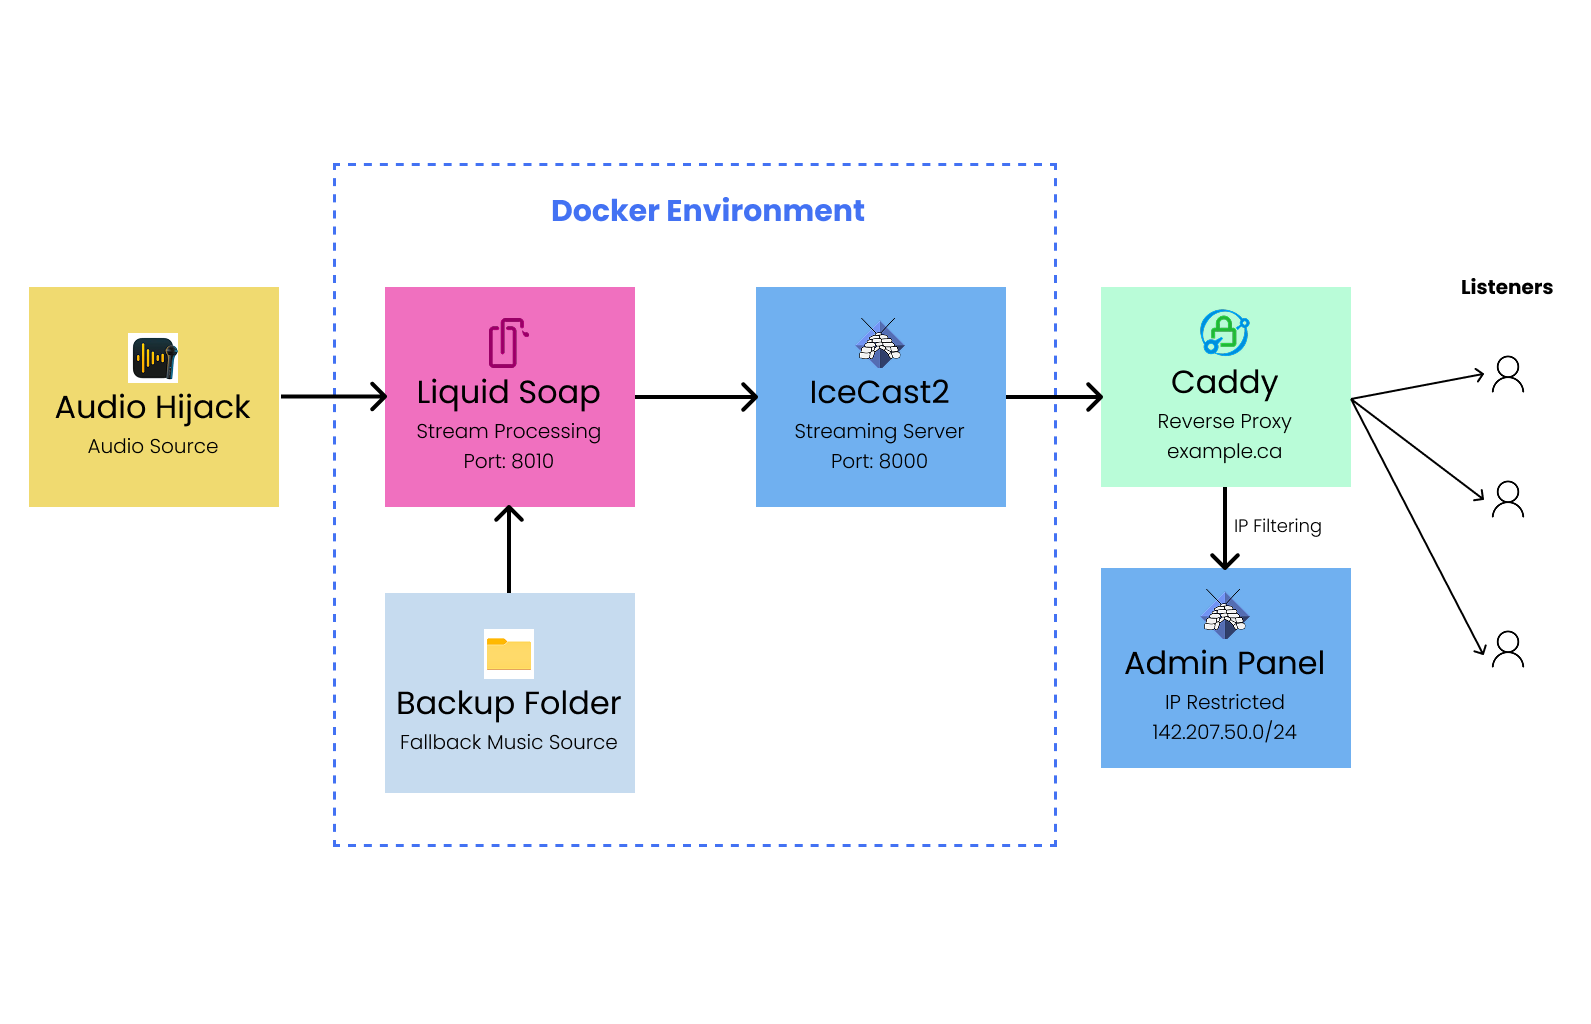 Docker Environment
Audio Hijack
Audio Source
Liquid Soap
Stream Processing
Port: 8010
IceCast2
Streaming Server
Port: 8000
Caddy
Reverse Proxy
example.ca
Listeners
IP Filtering
Backup Folder
Fallback Music Source
Admin Panel
IP Restricted
142.207.50.0/24